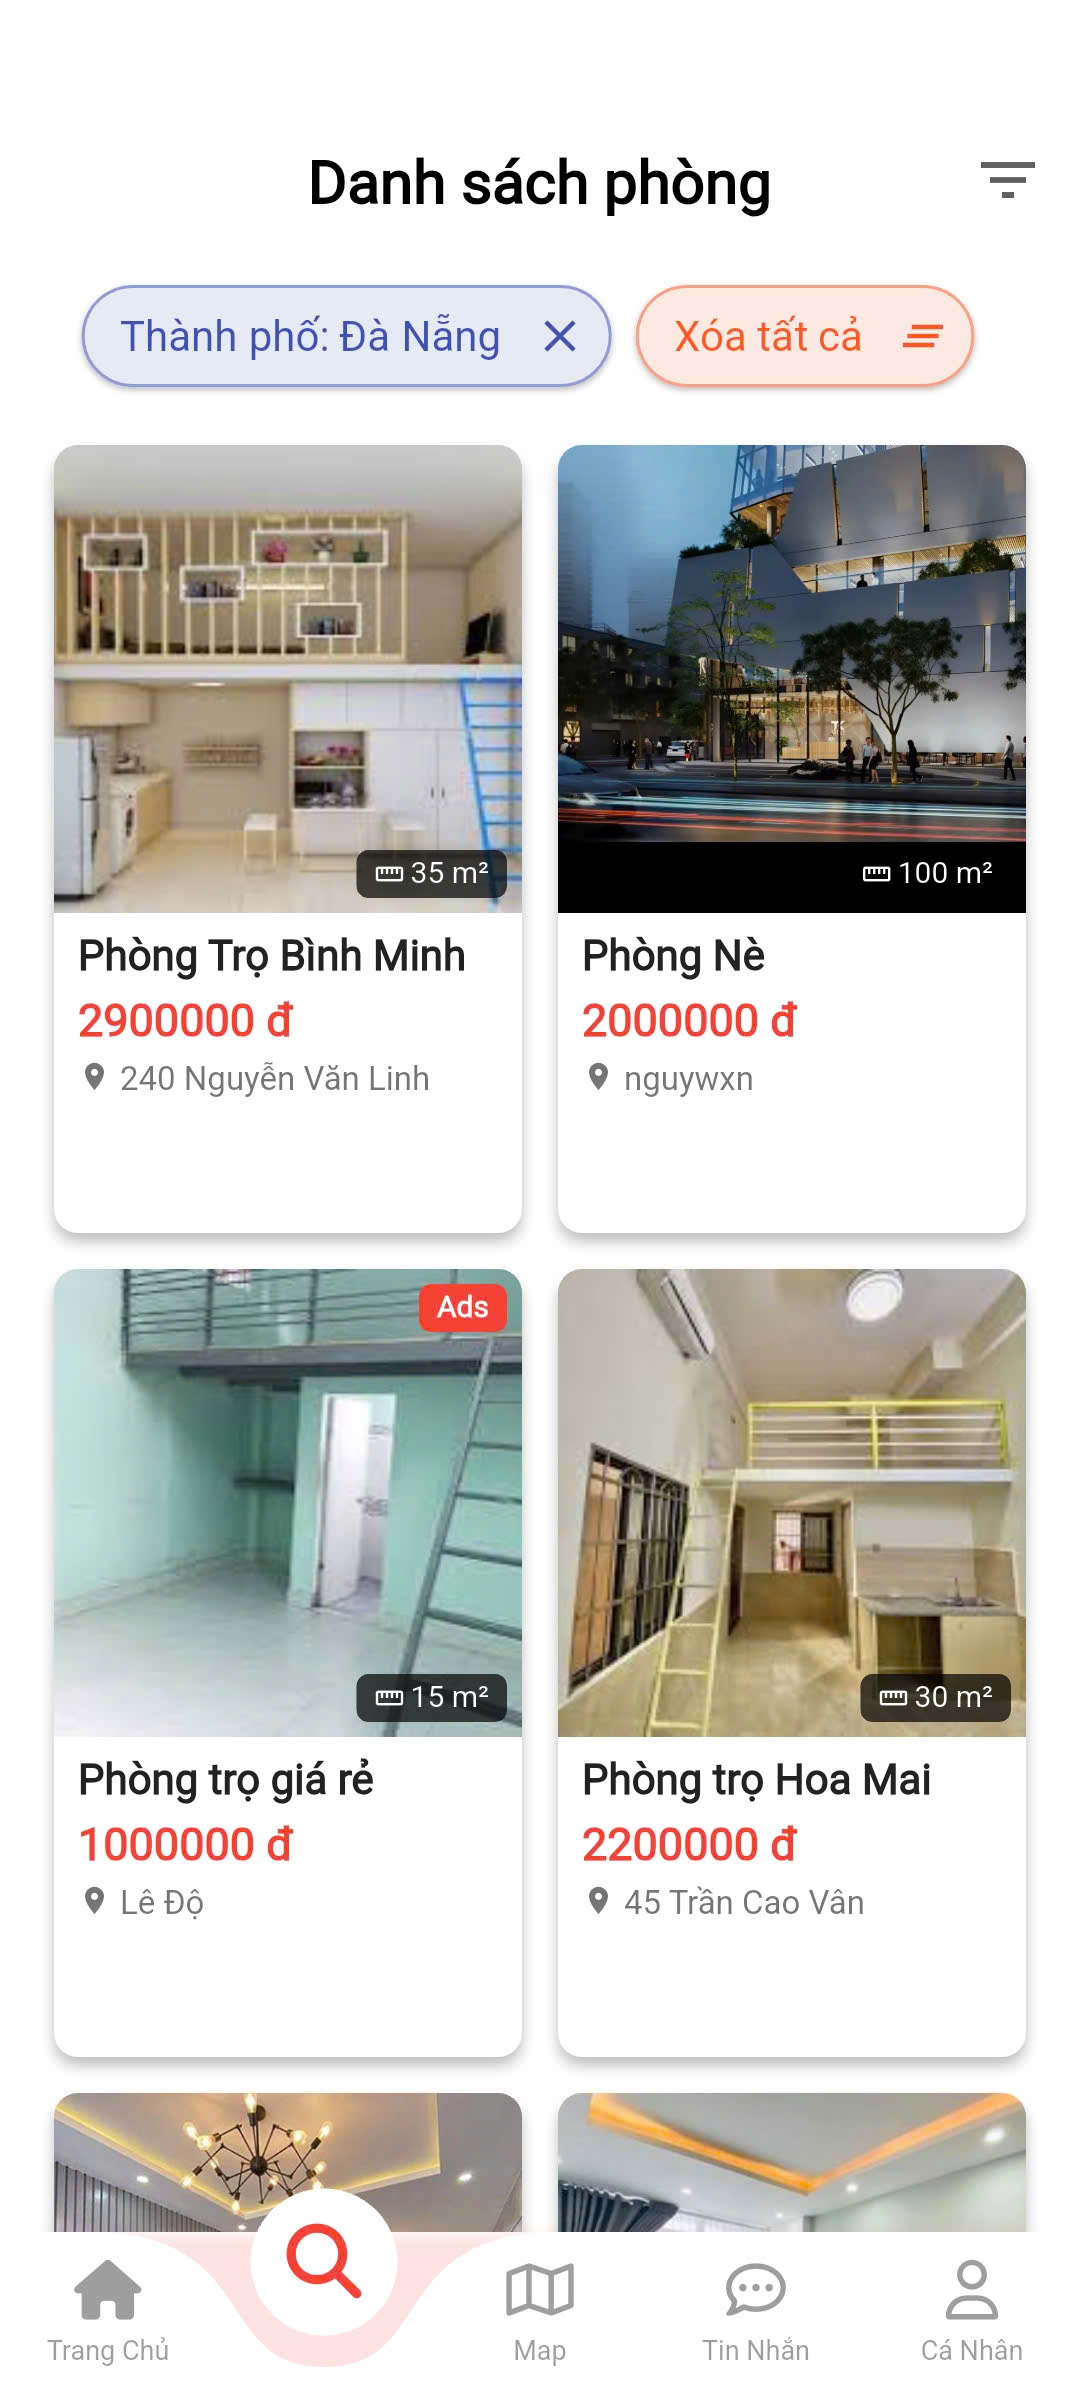 Danh sách phòng
Thành phố: Đà Nẵng
Xóa tất cả
35 m²
100 m²
Phòng Trọ Bình Minh
2900000 đ
240 Nguyễn Văn Linh
Phòng Nè
2000000 đ
nguywxn
Ads
15 m²
30 m²
Phòng trọ giá rẻ
1000000 đ
Lê Độ
Phòng trọ Hoa Mai
2200000 đ
45 Trần Cao Vân
Trang Chủ
Map
Tin Nhắn
Cá Nhân